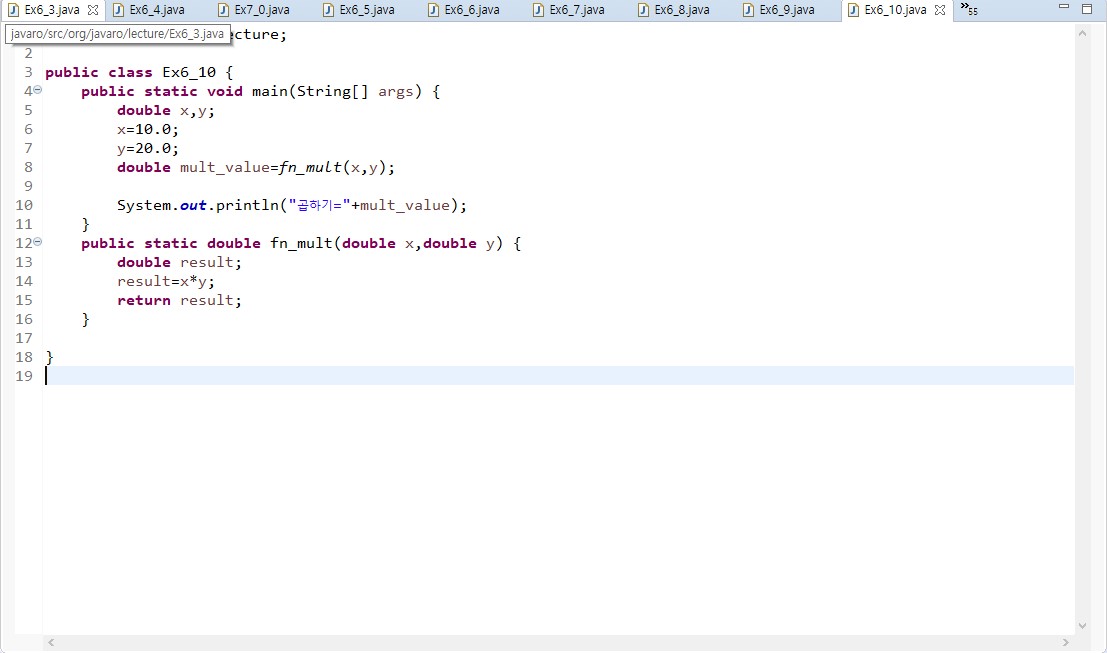 Ex6_3.java Ex6_4.java Ex7_0.java Ex6_5.java Ex6_6.java Ex6_7.java Ex6_8.java Ex6_9.java Ex6_10.java »55
javaro/src/org/javaro/lecture/Ex6_3.java ecture;
2
3 public class Ex6_10 {
4 public static void main(String[] args) {
5 double x,y;
6 x=10.0;
7 y=20.0;
8 double mult_value=fn_mult(x,y);
9
10 System.out.println("곱하기="+mult_value);
11 }
12 public static double fn_mult(double x,double y) {
13 double result;
14 result=x*y;
15 return result;
16 }
17
18 }
19